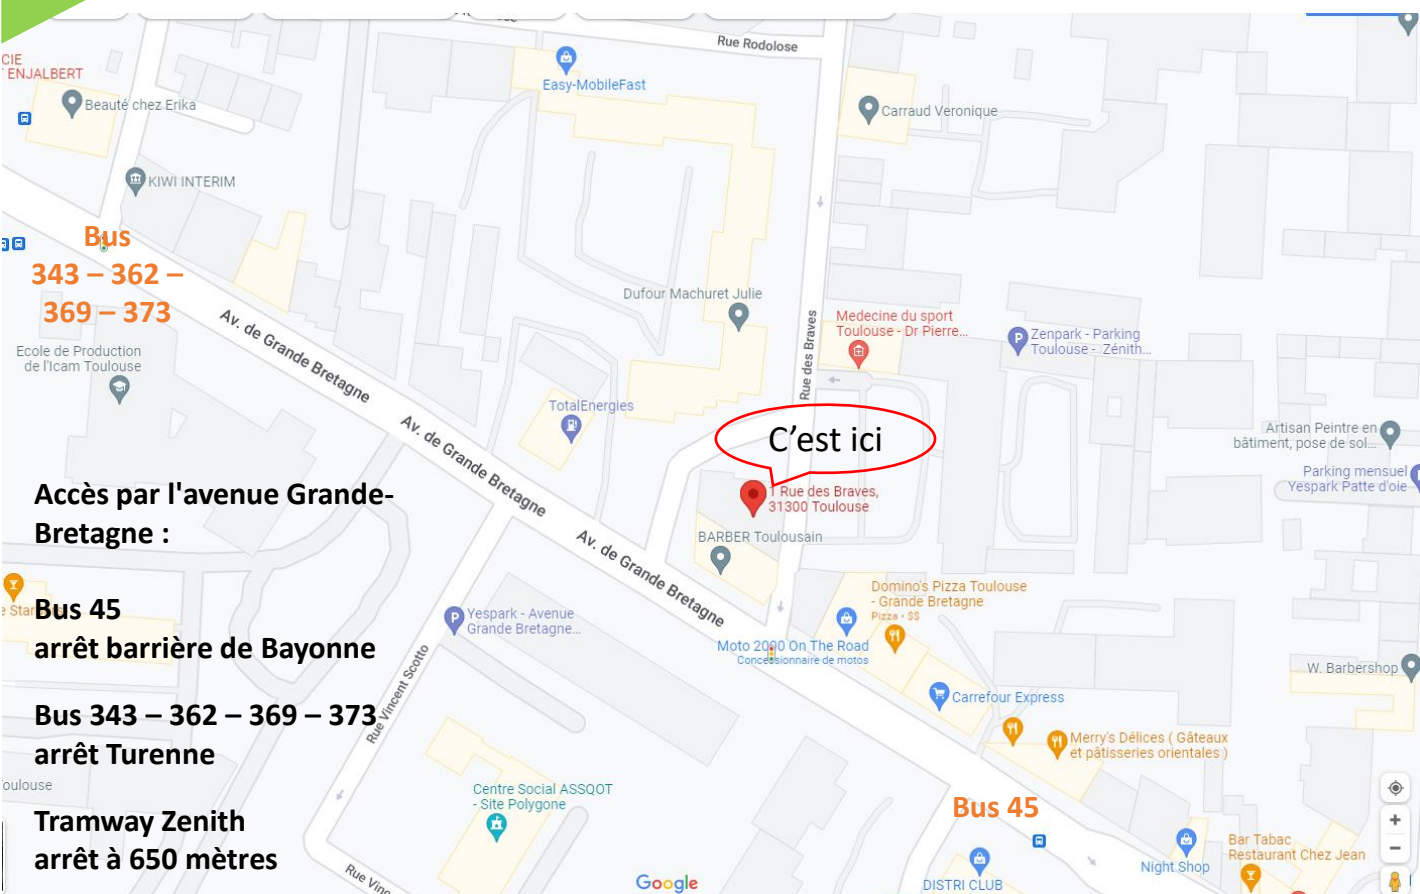 Rue Rodolose
CIE
ENJALBERT
Easy-MobileFast
Beauté chez Erika
Carraud Veronique
KIWI INTERIM
Bus
343 – 362 –
369 – 373
Dufour Machuret Julie
Av. de Grande Bretagne
Rue des Braves
Medecine du sport
Toulouse - Dr Pierre...
Zenpark - Parking
Toulouse - Zénith...
Ecole de Production
de l'Icam Toulouse
TotalEnergies
Av. de Grande Bretagne
C'est ici
Artisan Peintre en
bâtiment, pose de sol...
Parking mensuel
Yespark Patte d'oie
1 Rue des Braves,
31300 Toulouse
Accès par l'avenue Grande-
Bretagne :
BARBER Toulousain
Av. de Grande Bretagne
Domino's Pizza Toulouse
- Grande Bretagne
Pizza • $$
Bus 45
arrêt barrière de Bayonne
Yespark - Avenue
Grande Bretagne...
Moto 2000 On The Road
Concessionnaire de motos
W. Barbershop
Rue Vincent Scotto
Carrefour Express
Bus 343 – 362 – 369 – 373
arrêt Turenne
Merry's Délices ( Gâteaux
et pâtisseries orientales )
oulouse
Centre Social ASSQOT
- Site Polygone
Bus 45
Tramway Zenith
arrêt à 650 mètres
Bar Tabac
Restaurant Chez Jean
Night Shop
Rue Vinc
Google
DISTRI CLUB